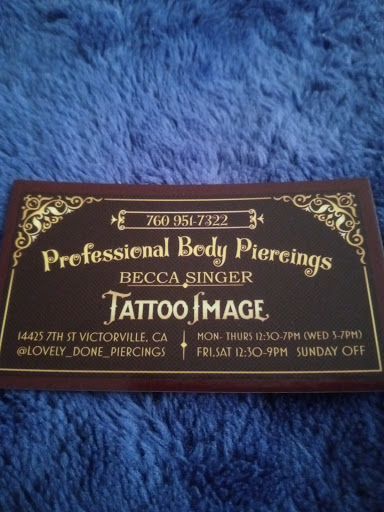 760 951-7322
Professional Body Piercings
BECCA SINGER
TATTOO IMAGE
14425 7TH ST VICTORVILLE, CA
@LOVELY_DONE_PIERCINGS
MON- THURS 12:30-7PM (WED 3-7PM)
FRI,SAT 12:30-9PM SUNDAY OFF